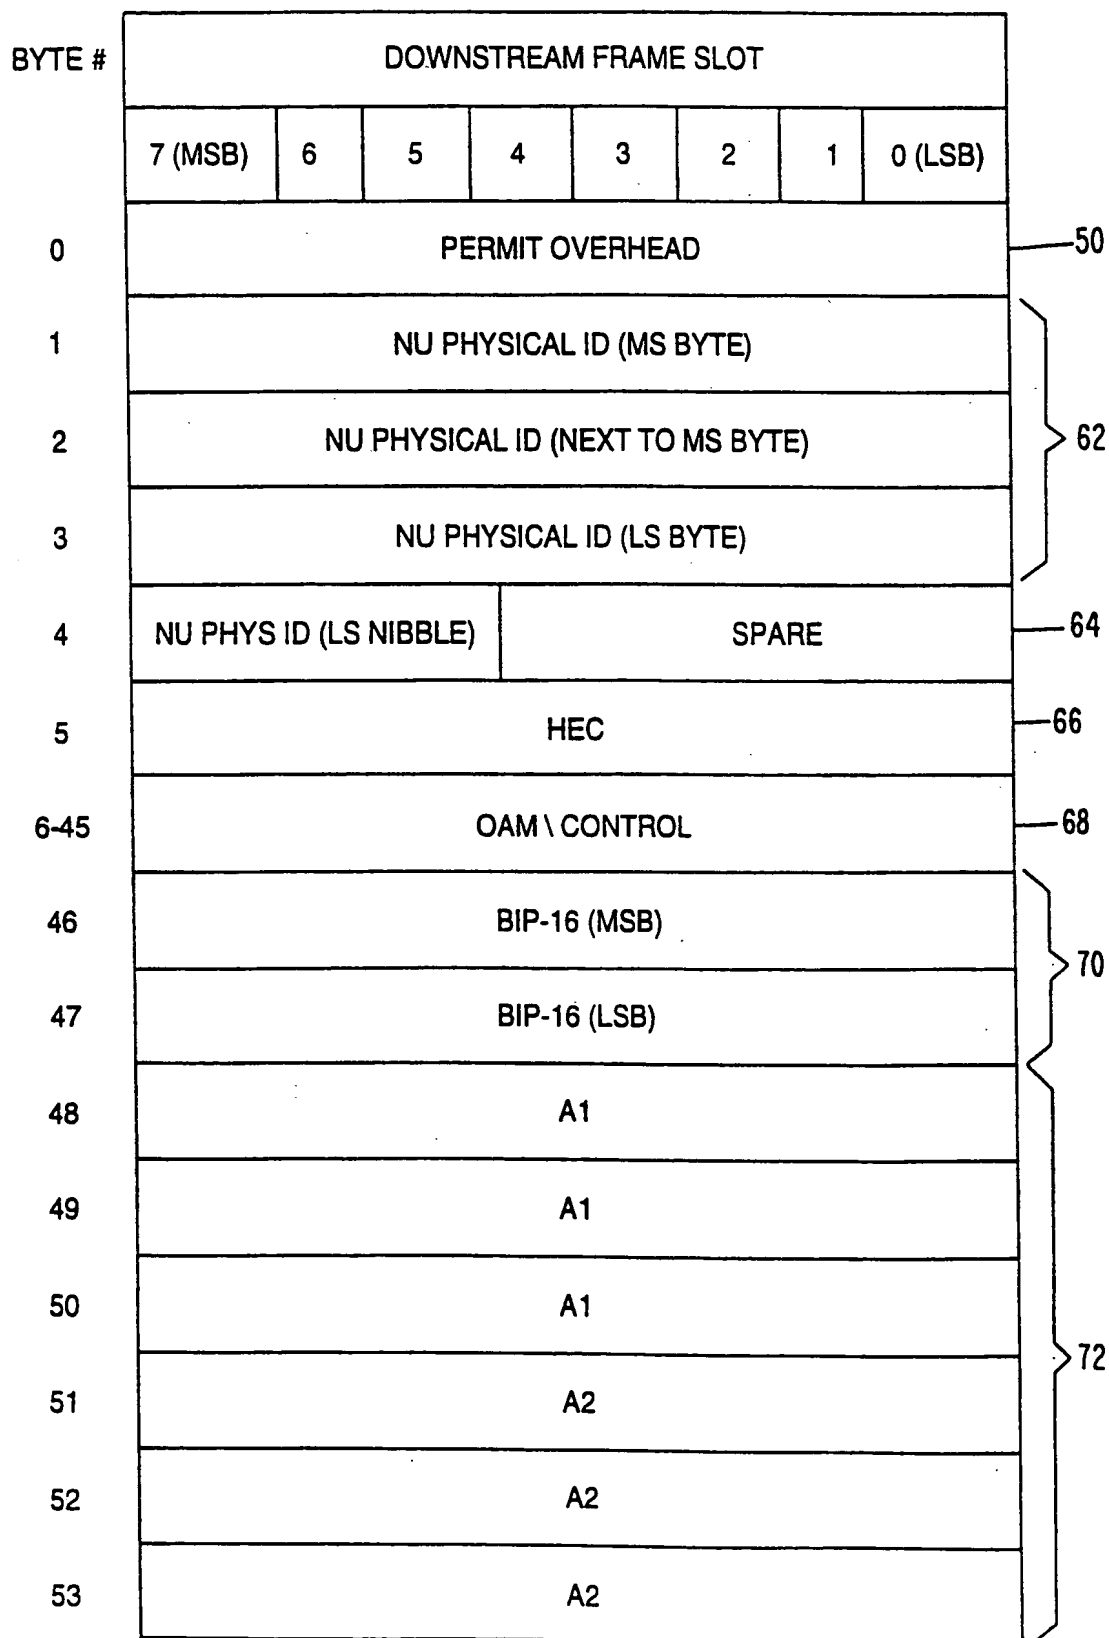 BYTE # DOWNSTREAM FRAME SLOT
7 (MSB) 6 5 4 3 2 1 0 (LSB)
0 PERMIT OVERHEAD 50
1 NU PHYSICAL ID (MS BYTE)
2 NU PHYSICAL ID (NEXT TO MS BYTE) 62
3 NU PHYSICAL ID (LS BYTE)
4 NU PHYS ID (LS NIBBLE) SPARE 64
5 HEC 66
6-45 OAM \ CONTROL 68
46 BIP-16 (MSB)
70
47 BIP-16 (LSB)
48 A1
49 A1
50 A1
72
51 A2
52 A2
53 A2